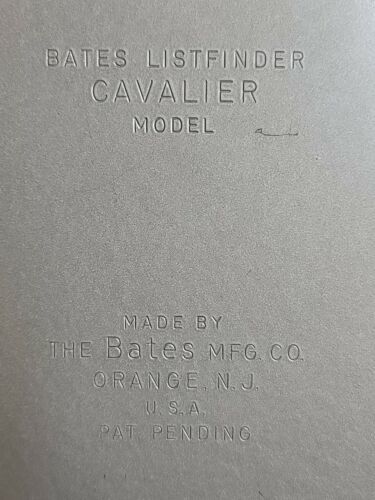 BATES LISTFINDER
CAVALIER
MODEL
MADE BY
THE Bates MFG. CO.
ORANGE, N. J.
U. S. A.
PAT. PENDING